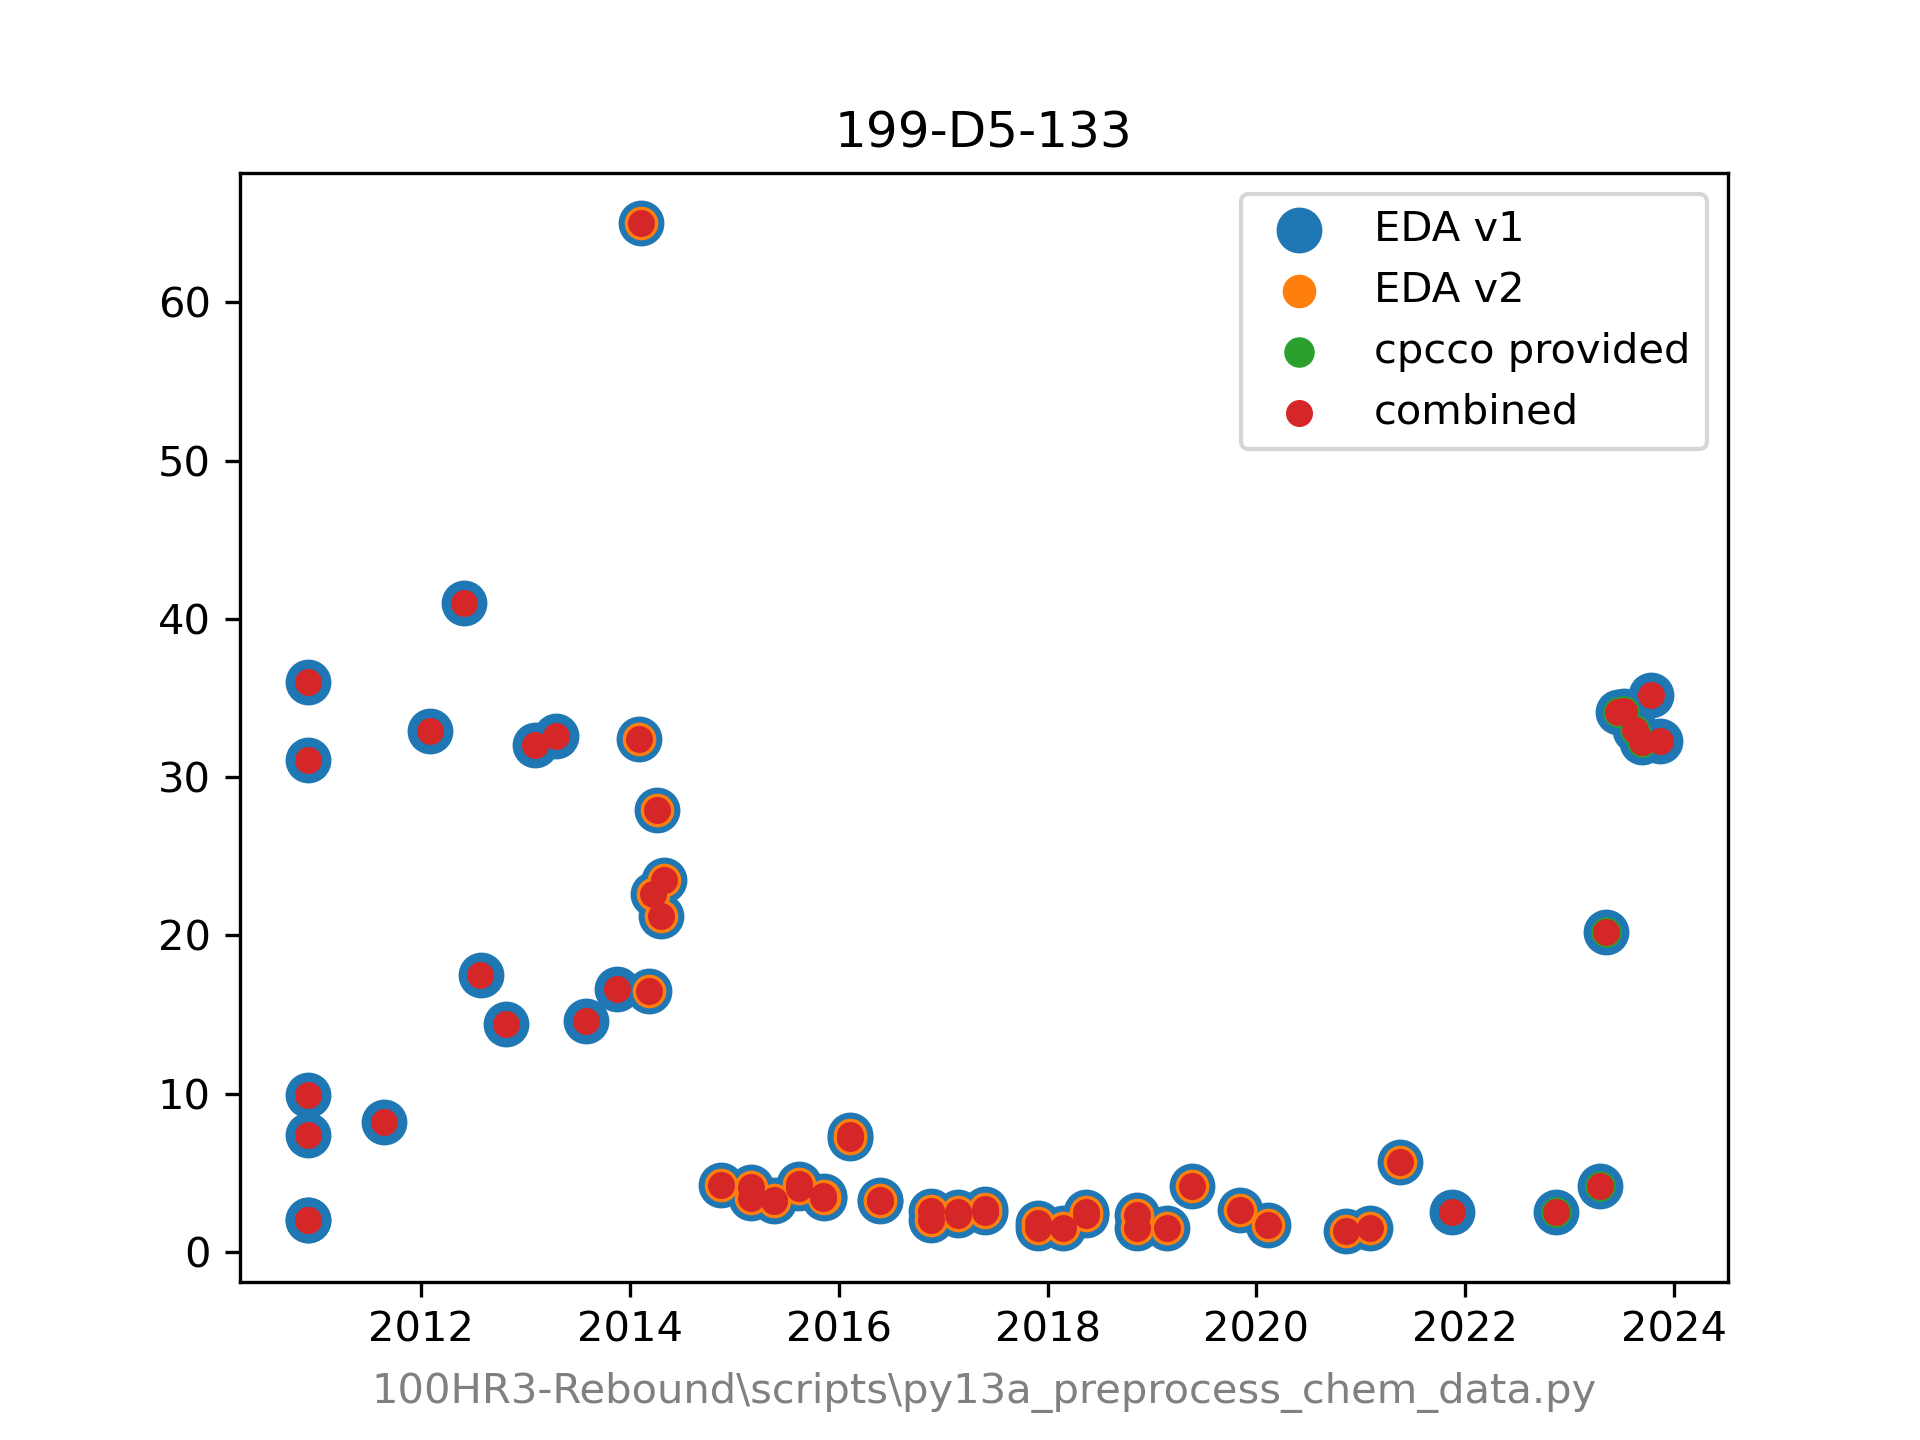 199-D5-133
EDA v1
EDA v2
cpcco provided
combined
60
50
40
30
20
10
0
2012 2014 2016 2018 2020 2022 2024
100HR3-Rebound\scripts\py13a_preprocess_chem_data.py